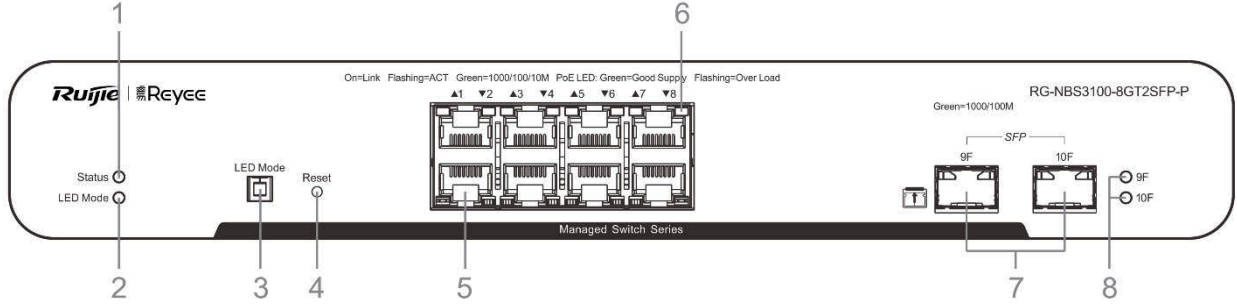 1
6
On=Link Flashing=ACT Green=1000/100/10M PoE LED: Green=Good Supply Flashing=Over Load
▲1 ▼2 ▲3 ▼4 ▲5 ▼6 ▲7 ▼8
Ruijie | Reyee
RG-NBS3100-8GT2SFP-P
Green=1000/100M
SFP
9F 10F
Status
LED Mode
LED Mode
Reset
9F
10F
Managed Switch Series
2 3 4 5 7 8